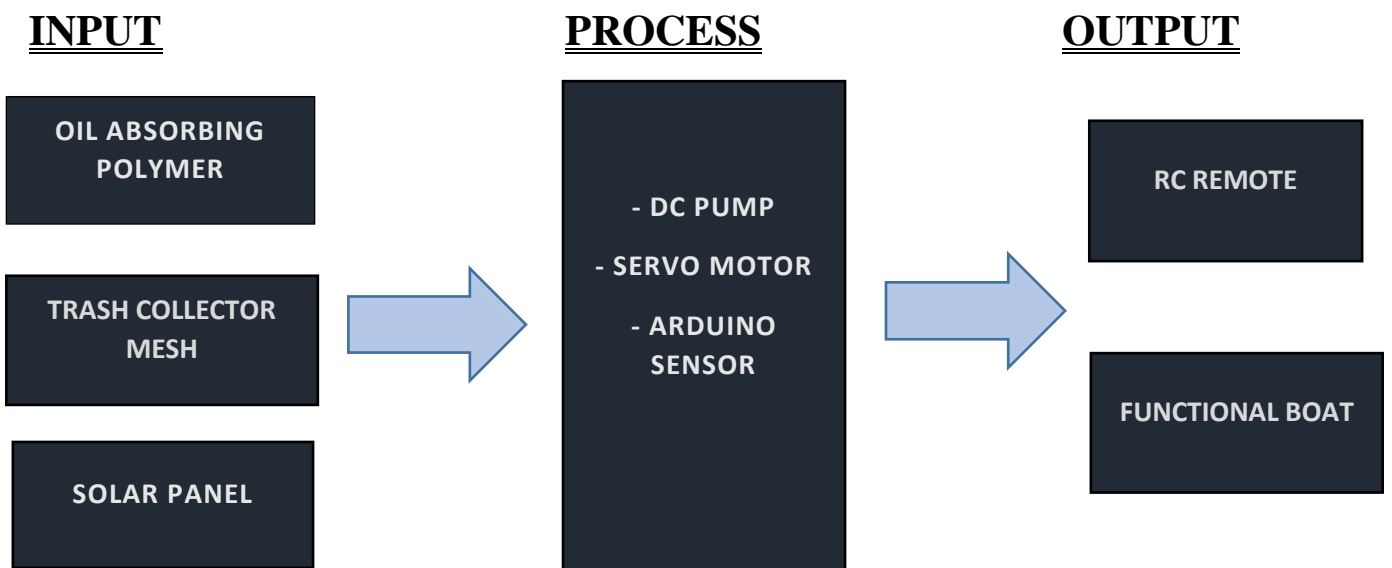 INPUT
PROCESS
OUTPUT
OIL ABSORBING
POLYMER
TRASH COLLECTOR
MESH
SOLAR PANEL
- DC PUMP
- SERVO MOTOR
- ARDUINO
SENSOR
RC REMOTE
FUNCTIONAL BOAT